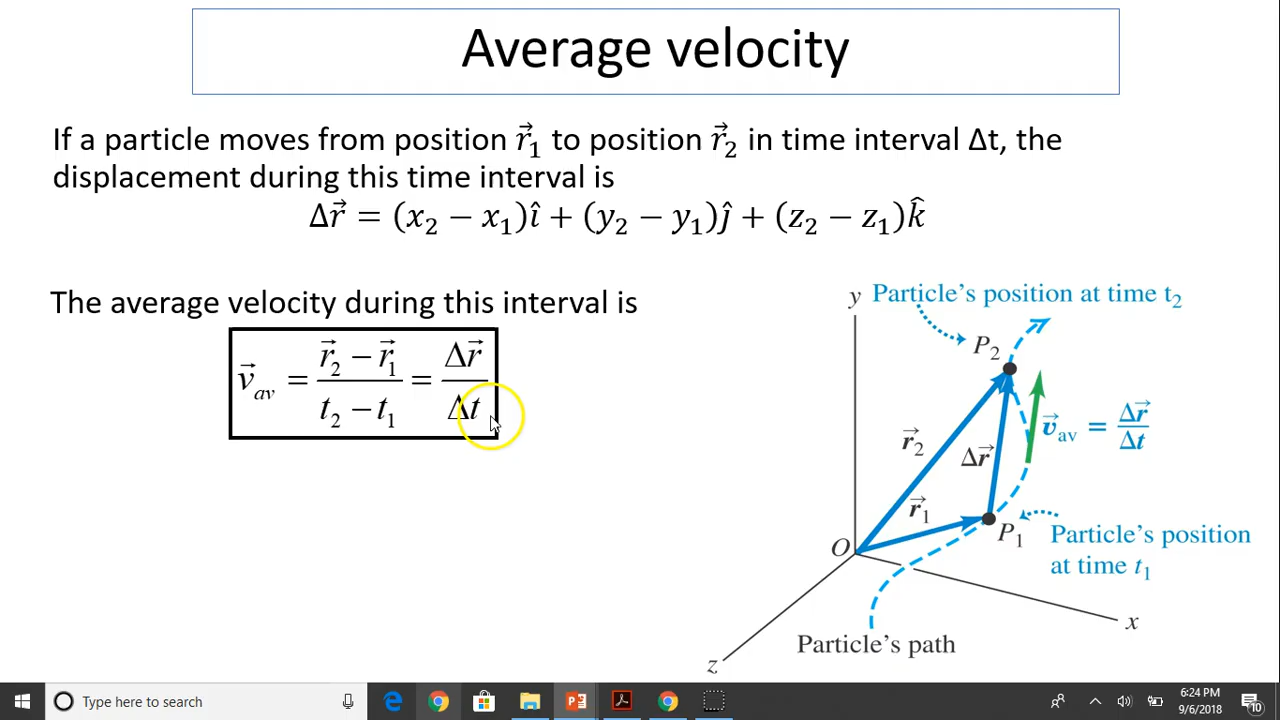 Average velocity
If a particle moves from position r⃗₁ to position r⃗₂ in time interval Δt, the
displacement during this time interval is
Δr⃗ = (x₂ − x₁)î + (y₂ − y₁)ĵ + (z₂ − z₁)k̂
The average velocity during this interval is
v⃗ₐᵥ = (r⃗₂ − r⃗₁)/(t₂ − t₁) = Δr⃗/Δt
y
Particle's position at time t₂
P₂
r⃗₂
Δr⃗
v⃗ₐᵥ = Δr⃗/Δt
r⃗₁
P₁
O
Particle's position
at time t₁
x
Particle's path
z
Type here to search
6:24 PM
9/6/2018
10